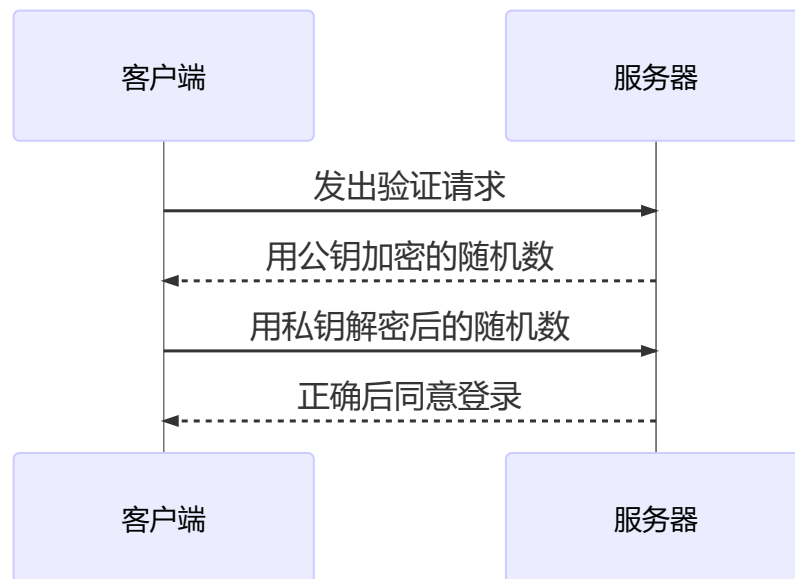 客户端
服务器
发出验证请求
用公钥加密的随机数
用私钥解密后的随机数
正确后同意登录
客户端
服务器